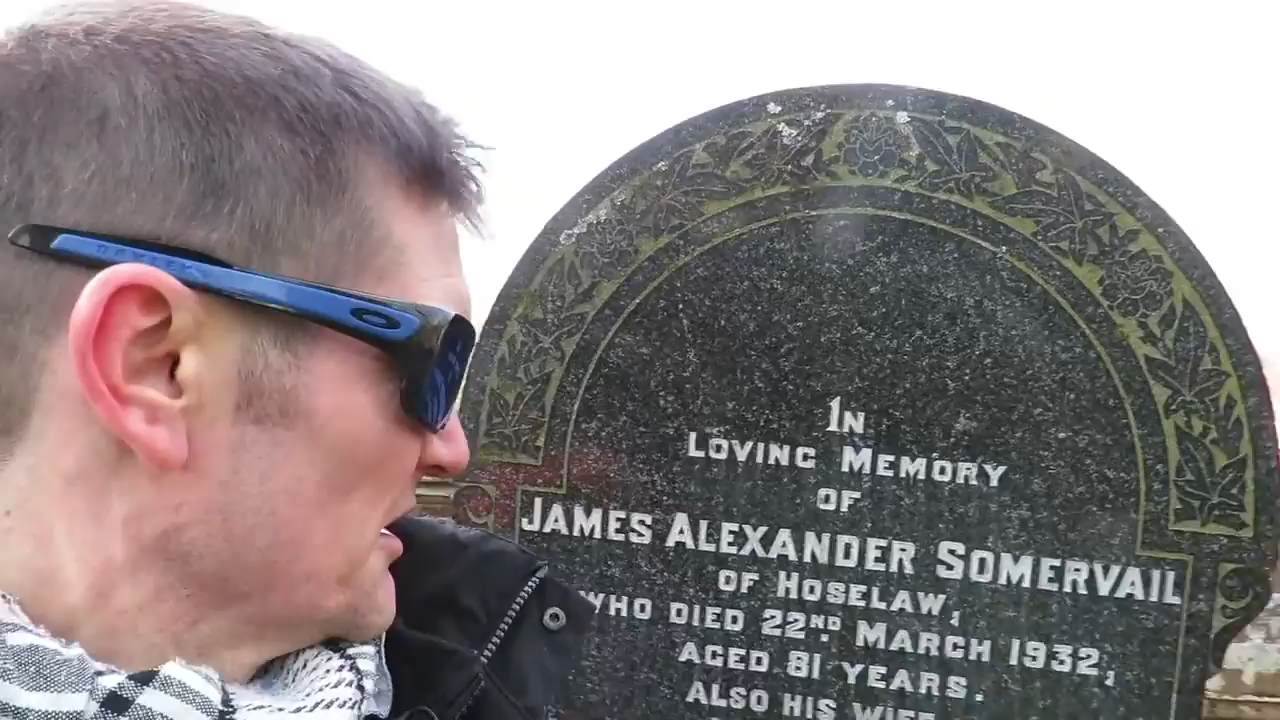 IN
LOVING MEMORY
OF
JAMES ALEXANDER SOMERVAIL
OF HOSELAW,
WHO DIED 22ND MARCH 1932,
AGED 81 YEARS.
ALSO HIS WIFE